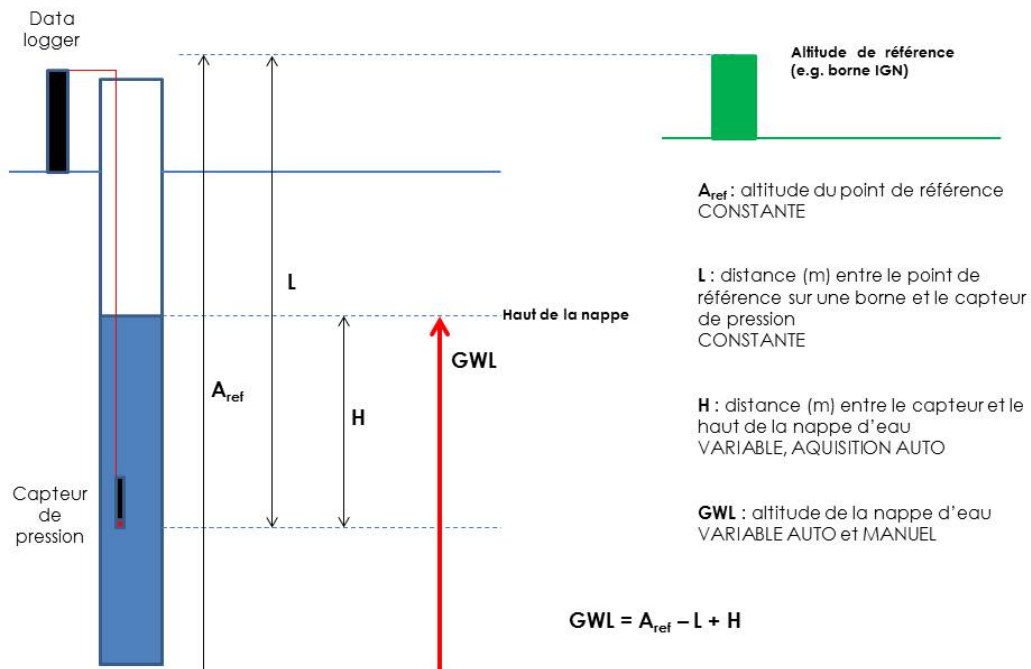 Data
logger
Altitude de référence
(e.g. borne IGN)
Aref : altitude du point de référence
CONSTANTE
L
L : distance (m) entre le point de
référence sur une borne et le capteur
de pression
CONSTANTE
Haut de la nappe
GWL
Aref
H
H : distance (m) entre le capteur et le
haut de la nappe d’eau
VARIABLE, AQUISITION AUTO
Capteur
de
pression
GWL : altitude de la nappe d’eau
VARIABLE AUTO et MANUEL
GWL = Aref – L + H